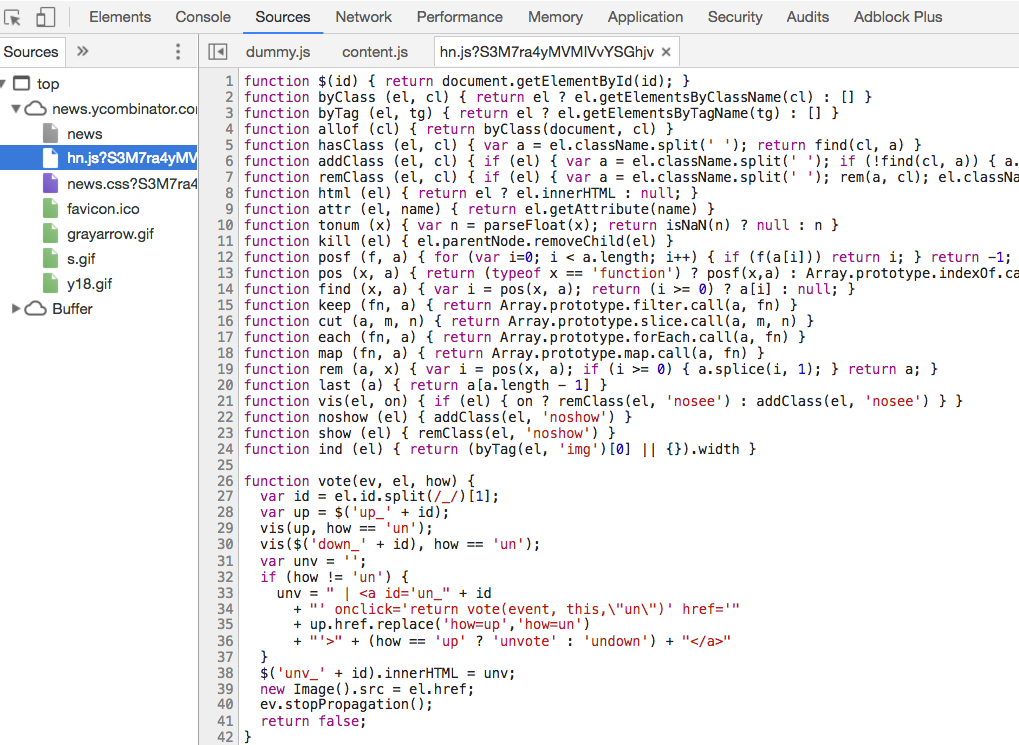 Elements Console Sources Network Performance Memory Application Security Audits Adblock Plus
Sources » dummy.js content.js hn.js?S3M7ra4yMVMIVvYSGhjv ×
top
news.ycombinator.co
news
hn.js?S3M7ra4yMV
news.css?S3M7ra4
favicon.ico
grayarrow.gif
s.gif
y18.gif
Buffer
1 function $(id) { return document.getElementById(id); }
2 function byClass (el, cl) { return el ? el.getElementsByClassName(cl) : [] }
3 function byTag (el, tg) { return el ? el.getElementsByTagName(tg) : [] }
4 function allof (cl) { return byClass(document, cl) }
5 function hasClass (el, cl) { var a = el.className.split(' '); return find(cl, a) }
6 function addClass (el, cl) { if (el) { var a = el.className.split(' '); if (!find(cl, a)) { a.
7 function remClass (el, cl) { if (el) { var a = el.className.split(' '); rem(a, cl); el.classNa
8 function html (el) { return el ? el.innerHTML : null; }
9 function attr (el, name) { return el.getAttribute(name) }
10 function tonum (x) { var n = parseFloat(x); return isNaN(n) ? null : n }
11 function kill (el) { el.parentNode.removeChild(el) }
12 function posf (f, a) { for (var i=0; i < a.length; i++) { if (f(a[i])) return i; } return -1;
13 function pos (x, a) { return (typeof x == 'function') ? posf(x,a) : Array.prototype.indexOf.ca
14 function find (x, a) { var i = pos(x, a); return (i >= 0) ? a[i] : null; }
15 function keep (fn, a) { return Array.prototype.filter.call(a, fn) }
16 function cut (a, m, n) { return Array.prototype.slice.call(a, m, n) }
17 function each (fn, a) { return Array.prototype.forEach.call(a, fn) }
18 function map (fn, a) { return Array.prototype.map.call(a, fn) }
19 function rem (a, x) { var i = pos(x, a); if (i >= 0) { a.splice(i, 1); } return a; }
20 function last (a) { return a[a.length - 1] }
21 function vis(el, on) { if (el) { on ? remClass(el, 'nosee') : addClass(el, 'nosee') } }
22 function noshow (el) { addClass(el, 'noshow') }
23 function show (el) { remClass(el, 'noshow') }
24 function ind (el) { return (byTag(el, 'img')[0] || {}).width }
25
26 function vote(ev, el, how) {
27 var id = el.id.split(/_/)[1];
28 var up = $('up_' + id);
29 vis(up, how == 'un');
30 vis($('down_' + id), how == 'un');
31 var unv = '';
32 if (how != 'un') {
33 unv = " | <a id='un_" + id
34 + "' onclick='return vote(event, this,\"un\")' href='"
35 + up.href.replace('how=up','how=un')
36 + "'>" + (how == 'up' ? 'unvote' : 'undown') + "</a>"
37 }
38 $('unv_' + id).innerHTML = unv;
39 new Image().src = el.href;
40 ev.stopPropagation();
41 return false;
42 }